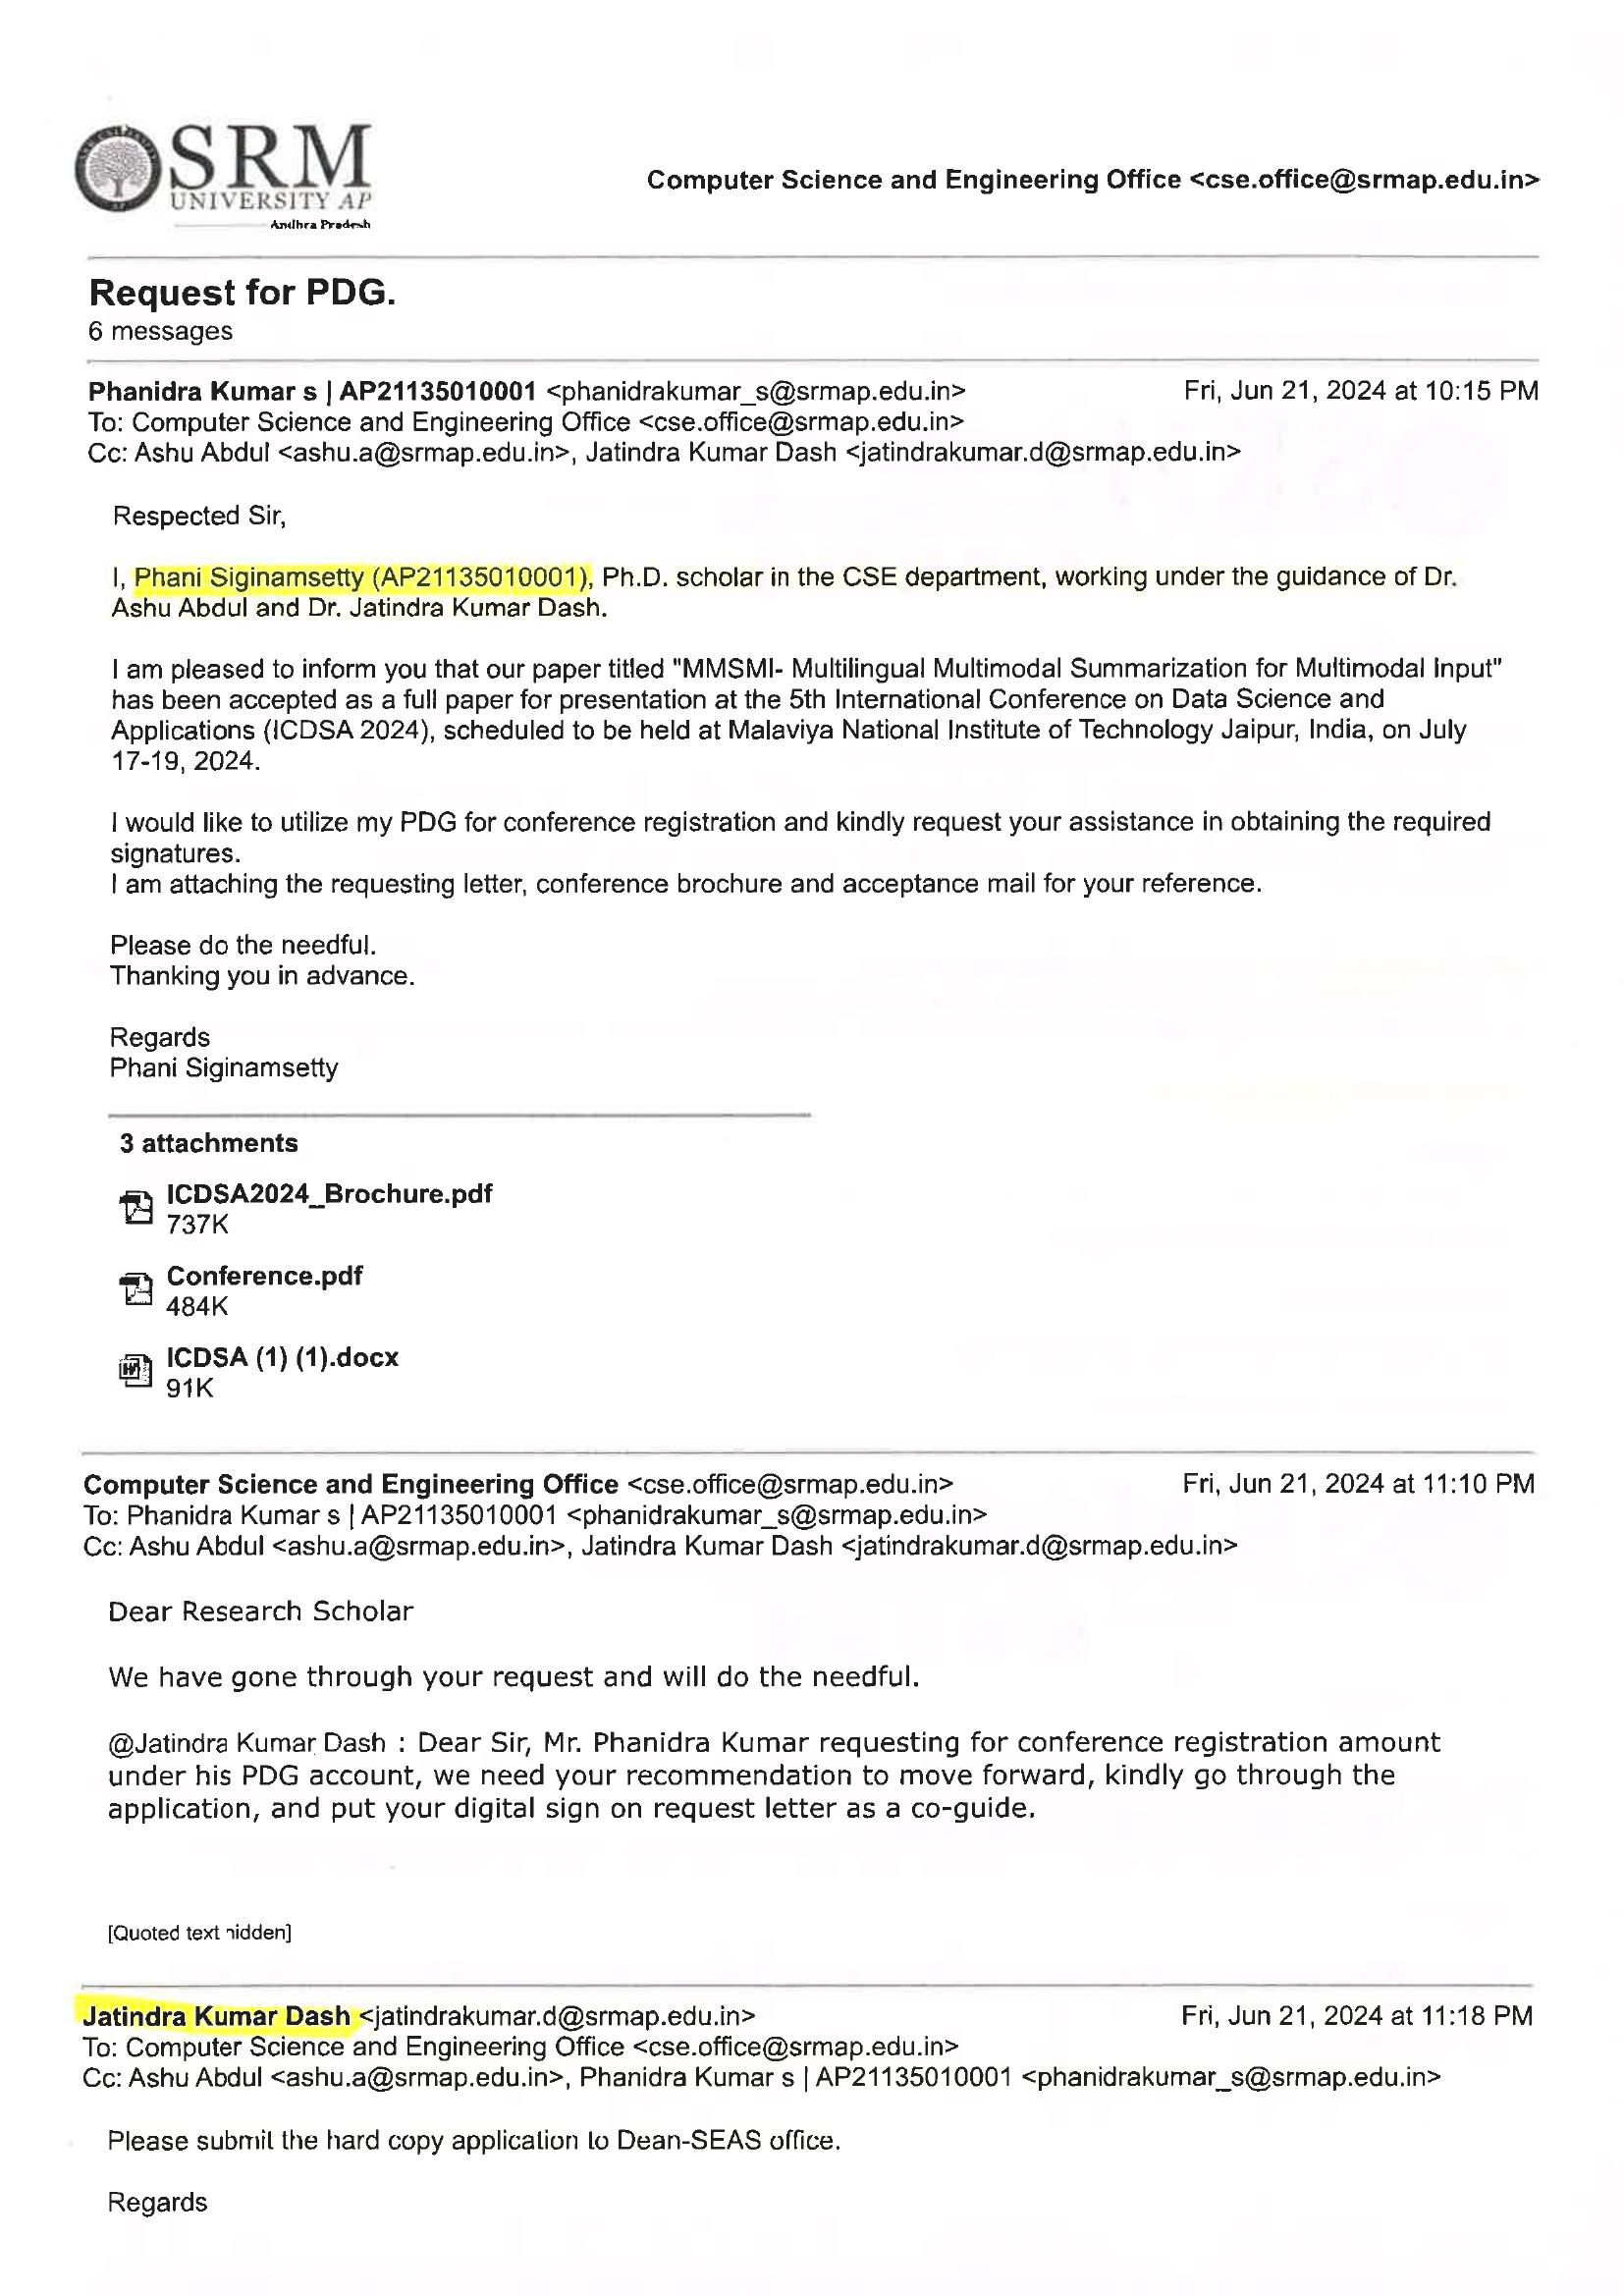 SRM
UNIVERSITY AP
Andhra Pradesh
Computer Science and Engineering Office <cse.office@srmap.edu.in>
Request for PDG.
6 messages
Phanidra Kumar s | AP21135010001 <phanidrakumar_s@srmap.edu.in> Fri, Jun 21, 2024 at 10:15 PM
To: Computer Science and Engineering Office <cse.office@srmap.edu.in>
Cc: Ashu Abdul <ashu.a@srmap.edu.in>, Jatindra Kumar Dash <jatindrakumar.d@srmap.edu.in>
Respected Sir,
I, Phani Siginamsetty (AP21135010001), Ph.D. scholar in the CSE department, working under the guidance of Dr.
Ashu Abdul and Dr. Jatindra Kumar Dash.
I am pleased to inform you that our paper titled "MMSMI- Multilingual Multimodal Summarization for Multimodal Input"
has been accepted as a full paper for presentation at the 5th International Conference on Data Science and
Applications (ICDSA 2024), scheduled to be held at Malaviya National Institute of Technology Jaipur, India, on July
17-19, 2024.
I would like to utilize my PDG for conference registration and kindly request your assistance in obtaining the required
signatures.
I am attaching the requesting letter, conference brochure and acceptance mail for your reference.
Please do the needful.
Thanking you in advance.
Regards
Phani Siginamsetty
3 attachments
ICDSA2024_Brochure.pdf
737K
Conference.pdf
484K
ICDSA (1) (1).docx
91K
Computer Science and Engineering Office <cse.office@srmap.edu.in> Fri, Jun 21, 2024 at 11:10 PM
To: Phanidra Kumar s | AP21135010001 <phanidrakumar_s@srmap.edu.in>
Cc: Ashu Abdul <ashu.a@srmap.edu.in>, Jatindra Kumar Dash <jatindrakumar.d@srmap.edu.in>
Dear Research Scholar
We have gone through your request and will do the needful.
@Jatindra Kumar Dash : Dear Sir, Mr. Phanidra Kumar requesting for conference registration amount
under his PDG account, we need your recommendation to move forward, kindly go through the
application, and put your digital sign on request letter as a co-guide.
[Quoted text hidden]
Jatindra Kumar Dash <jatindrakumar.d@srmap.edu.in> Fri, Jun 21, 2024 at 11:18 PM
To: Computer Science and Engineering Office <cse.office@srmap.edu.in>
Cc: Ashu Abdul <ashu.a@srmap.edu.in>, Phanidra Kumar s | AP21135010001 <phanidrakumar_s@srmap.edu.in>
Please submit the hard copy application to Dean-SEAS office.
Regards